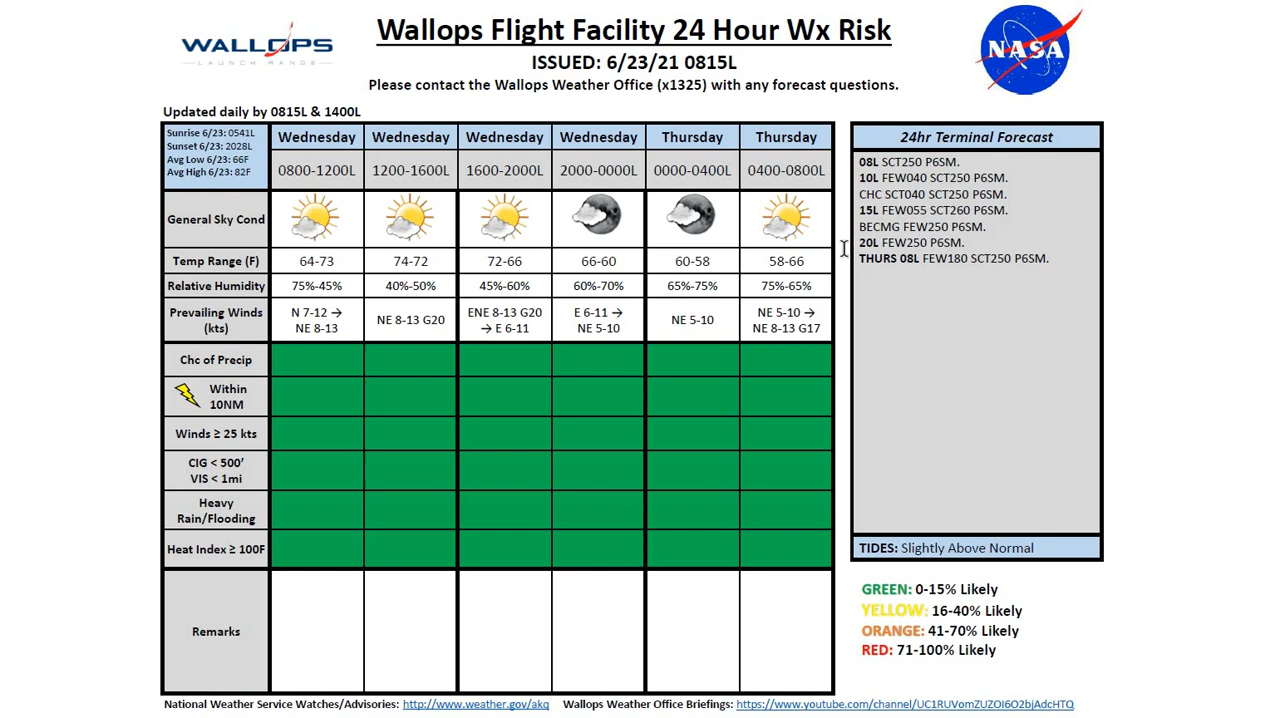 WALLOPS
LAUNCH RANGE
Wallops Flight Facility 24 Hour Wx Risk
ISSUED: 6/23/21 0815L
Please contact the Wallops Weather Office (x1325) with any forecast questions.
NASA
Updated daily by 0815L & 1400L
Sunrise 6/23: 0541L
Sunset 6/23: 2028L
Avg Low 6/23: 66F
Avg High 6/23: 82F
Wednesday Wednesday Wednesday Wednesday Thursday Thursday
0800-1200L 1200-1600L 1600-2000L 2000-0000L 0000-0400L 0400-0800L
General Sky Cond
Temp Range (F) 64-73 74-72 72-66 66-60 60-58 58-66
Relative Humidity 75%-45% 40%-50% 45%-60% 60%-70% 65%-75% 75%-65%
Prevailing Winds N 7-12 → ENE 8-13 G20 E 6-11 → NE 5-10 →
NE 8-13 G20 NE 5-10
(kts) NE 8-13 → E 6-11 NE 5-10 NE 8-13 G17
Chc of Precip
Within
10NM
Winds ≥ 25 kts
CIG < 500’
VIS < 1mi
Heavy
Rain/Flooding
Heat Index ≥ 100F
Remarks
24hr Terminal Forecast
08L SCT250 P6SM.
10L FEW040 SCT250 P6SM.
CHC SCT040 SCT250 P6SM.
15L FEW055 SCT260 P6SM.
BECMG FEW250 P6SM.
20L FEW250 P6SM.
THURS 08L FEW180 SCT250 P6SM.
TIDES: Slightly Above Normal
GREEN: 0-15% Likely
YELLOW: 16-40% Likely
ORANGE: 41-70% Likely
RED: 71-100% Likely
National Weather Service Watches/Advisories: http://www.weather.gov/akq Wallops Weather Office Briefings: https://www.youtube.com/channel/UC1RUVomZUZOI6O2bjAdcHTQ